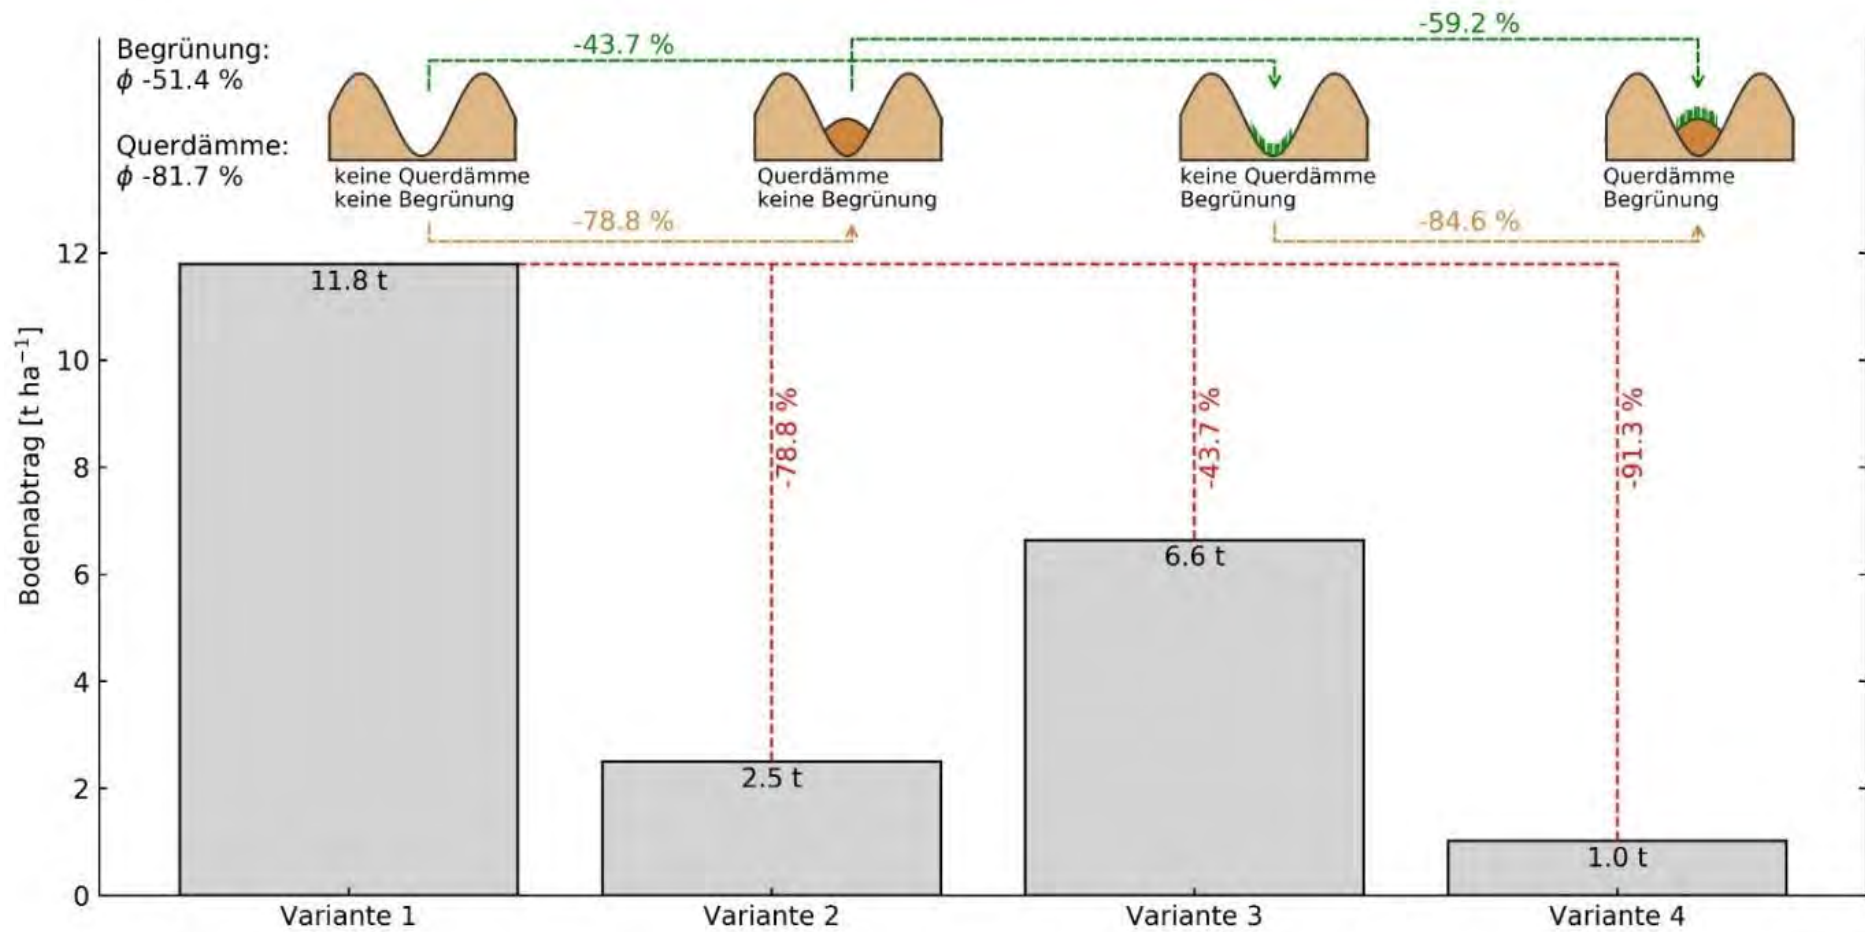 Begrünung:
ϕ -51.4 %
Querdämme:
ϕ -81.7 %
-43.7 %
-59.2 %
keine Querdämme
keine Begrünung
Querdämme
keine Begrünung
keine Querdämme
Begrünung
Querdämme
Begrünung
-78.8 %
-84.6 %
Bodenabtrag [t ha⁻¹]
12
10
8
6
4
2
0
11.8 t
2.5 t
6.6 t
1.0 t
-78.8 %
-43.7 %
-91.3 %
Variante 1
Variante 2
Variante 3
Variante 4